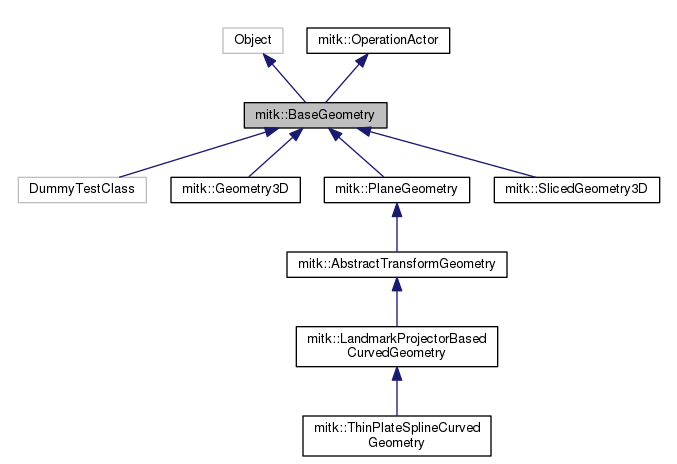 Object
mitk::OperationActor
mitk::BaseGeometry
DummyTestClass
mitk::Geometry3D
mitk::PlaneGeometry
mitk::SlicedGeometry3D
mitk::AbstractTransformGeometry
mitk::LandmarkProjectorBased
CurvedGeometry
mitk::ThinPlateSplineCurved
Geometry